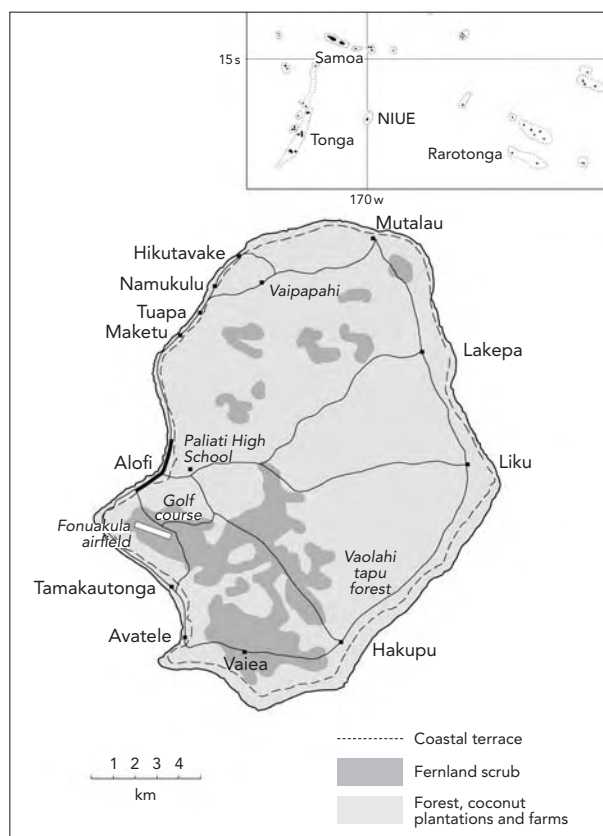 15 s
Samoa
NIUE
Tonga
Rarotonga
170 w
Mutalau
Hikutavake
Namukulu
Vaipapahi
Tuapa
Maketu
Lakepa
Paliati High
School
Alofi
Liku
Golf
course
Fonuakula
airfield
Vaolahi
tapu
forest
Tamakautonga
Avatele
Hakupu
Vaiea
1 2 3 4
km
Coastal terrace
Fernland scrub
Forest, coconut
plantations and farms